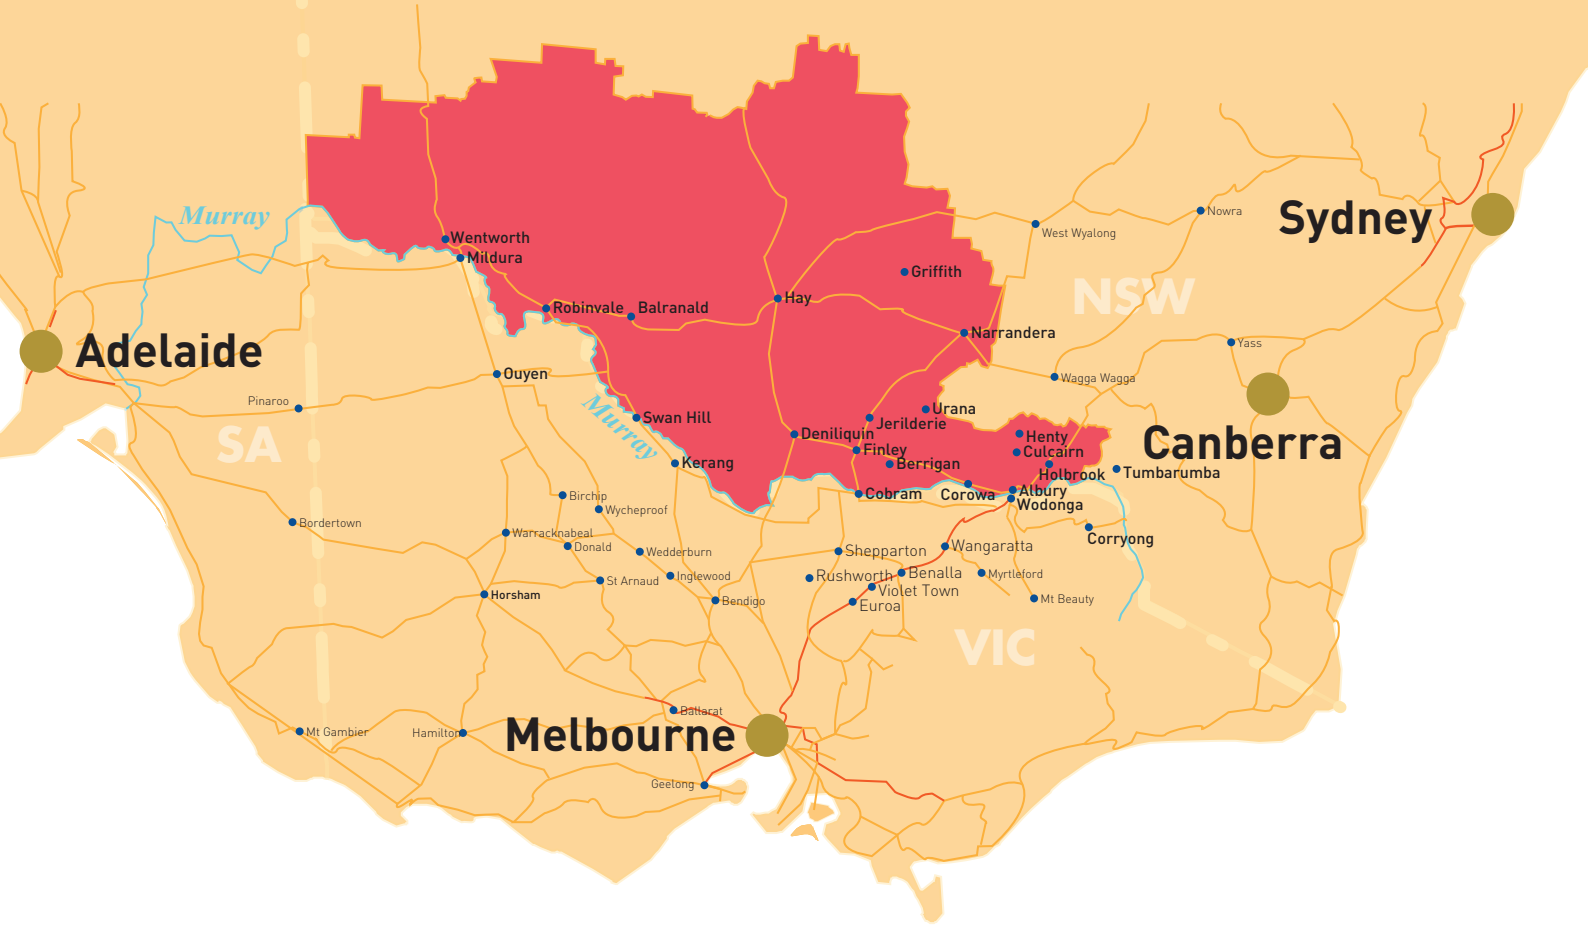 Murray
Sydney
Nowra
West Wyalong
Wentworth
Mildura
Griffith
NSW
Robinvale
Balranald
Hay
Narrandera
Adelaide
Yass
Ouyen
Wagga Wagga
Pinaroo
Murray
Swan Hill
Urana
Jerilderie
Deniliquin
Henty
Canberra
SA
Finley
Culcairn
Kerang
Berrigan
Holbrook
Tumbarumba
Birchip
Cobram
Corowa
Albury
Wodonga
Wycheproof
Bordertown
Warracknabeal
Donald
Corryong
Wedderburn
Shepparton
Wangaratta
St Arnaud
Inglewood
Rushworth
Benalla
Myrtleford
Horsham
Violet Town
Bendigo
Euroa
Mt Beauty
VIC
Ballarat
Mt Gambier
Hamilton
Melbourne
Geelong